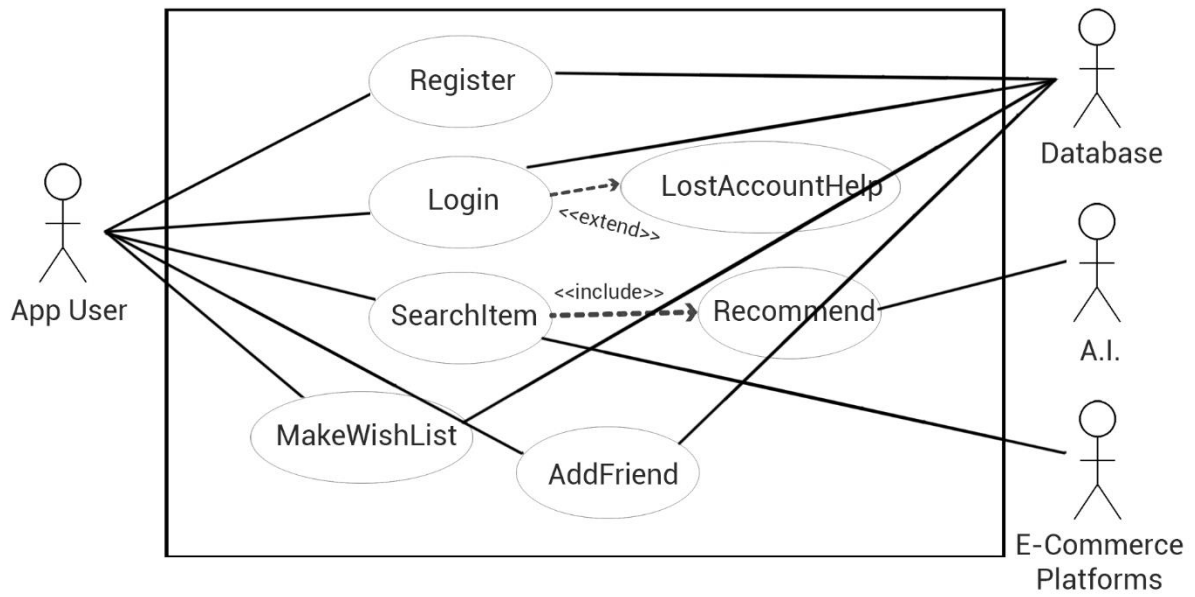 Register
Database
Login
LostAccountHelp
<<extend>>
App User
<<include>>
SearchItem
Recommend
A.I.
MakeWishList
AddFriend
E-Commerce
Platforms